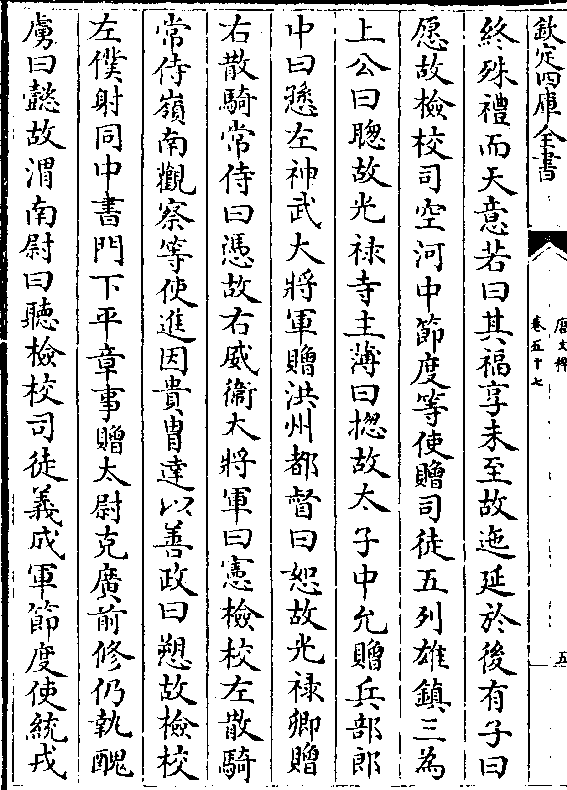 欽定四庫全書
唐文粹
卷五十七
五
終殊禮而天意若曰其福享未至故迤延於後有子曰
愿故檢校司空河中節度等使贈司徒五列雄鎮三為
上公曰聰故光禄寺主薄曰揔故太子中允贈兵部郎
中曰愻左神武大將軍贈洪州都督曰恕故光禄卿贈
右散騎常侍曰憑故右威衞大將軍曰憲檢校左散騎
常侍嶺南觀察等使進因貴胄達以善政曰愬故檢校
左僕射同中書門下平章事贈太尉克廣前修仍執醜
虜曰懿故渭南尉曰聽檢校司徒義成軍節度使統戎